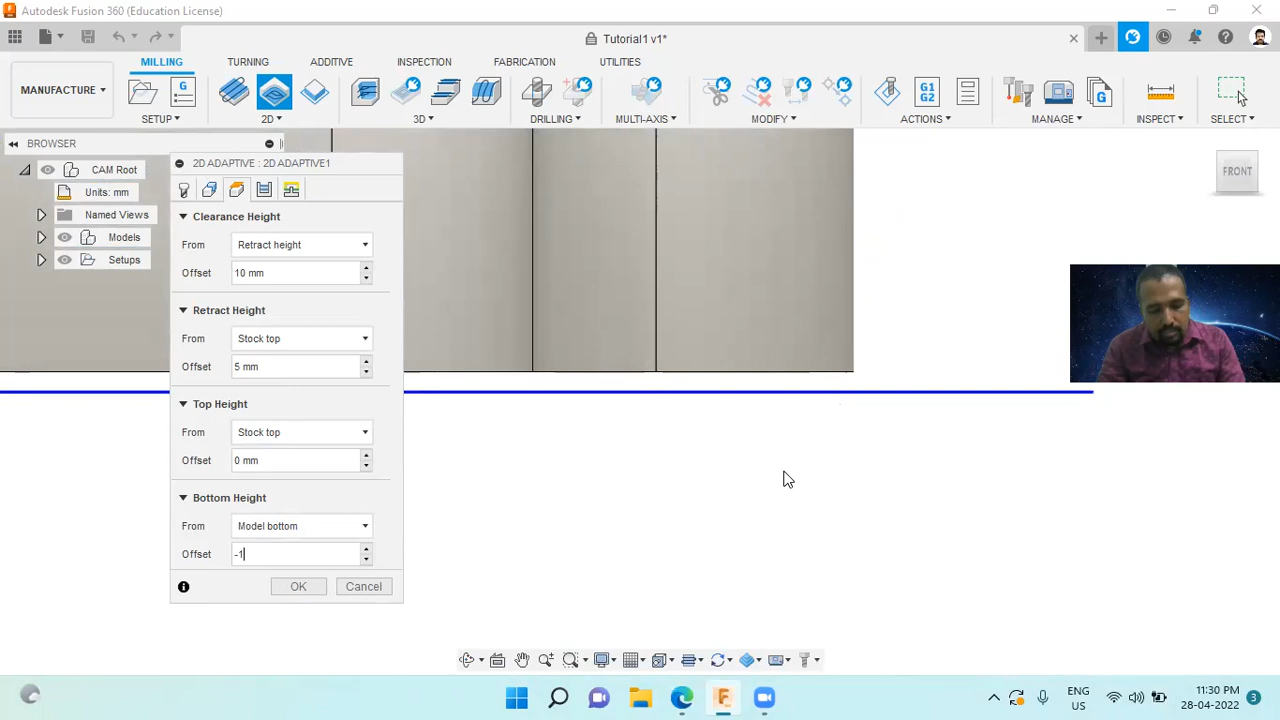 Autodesk Fusion 360 (Education License)
Tutorial1 v1*
MILLING TURNING ADDITIVE INSPECTION FABRICATION UTILITIES
MANUFACTURE
G
G1
G2
G
SETUP 2D 3D DRILLING MULTI-AXIS MODIFY ACTIONS MANAGE INSPECT SELECT
BROWSER
CAM Root
Units: mm
Named Views
Models
Setups
2D ADAPTIVE : 2D ADAPTIVE1
Clearance Height
From Retract height
Offset 10 mm
Retract Height
From Stock top
Offset 5 mm
Top Height
From Stock top
Offset 0 mm
Bottom Height
From Model bottom
Offset -1
OK Cancel
FRONT
ENG
US
11:30 PM
28-04-2022
3